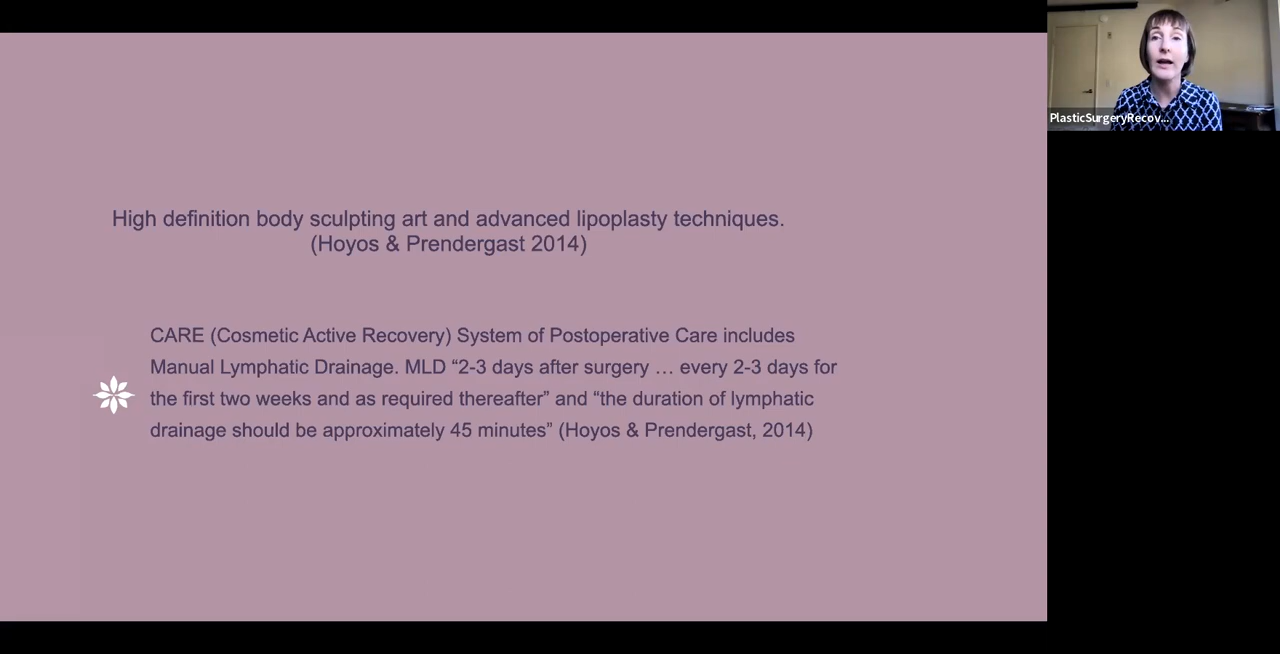 High definition body sculpting art and advanced lipoplasty techniques.
(Hoyos & Prendergast 2014)
CARE (Cosmetic Active Recovery) System of Postoperative Care includes
Manual Lymphatic Drainage. MLD “2-3 days after surgery … every 2-3 days for
the first two weeks and as required thereafter” and “the duration of lymphatic
drainage should be approximately 45 minutes” (Hoyos & Prendergast, 2014)
PlasticSurgeryRecov...